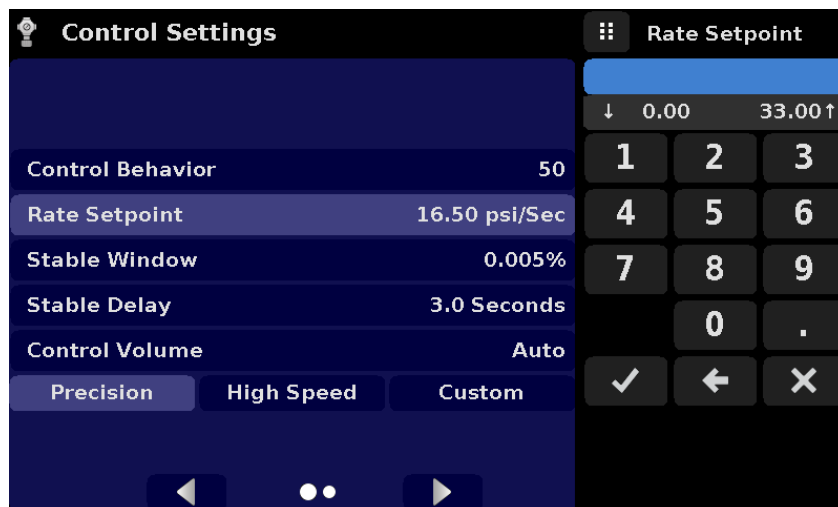 Control Settings
Control Behavior 50
Rate Setpoint 16.50 psi/Sec
Stable Window 0.005%
Stable Delay 3.0 Seconds
Control Volume Auto
Precision High Speed Custom
Rate Setpoint
↓ 0.00 33.00↑
1 2 3
4 5 6
7 8 9
0 .